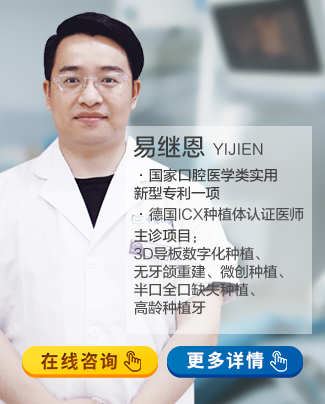 易继恩 YIJIEN
· 国家口腔医学类实用
新型专利一项
· 德国ICX种植体认证医师
主诊项目：
3D导板数字化种植、
无牙颌重建、微创种植、
半口全口缺失种植、
高龄种植牙
在线咨询
更多详情